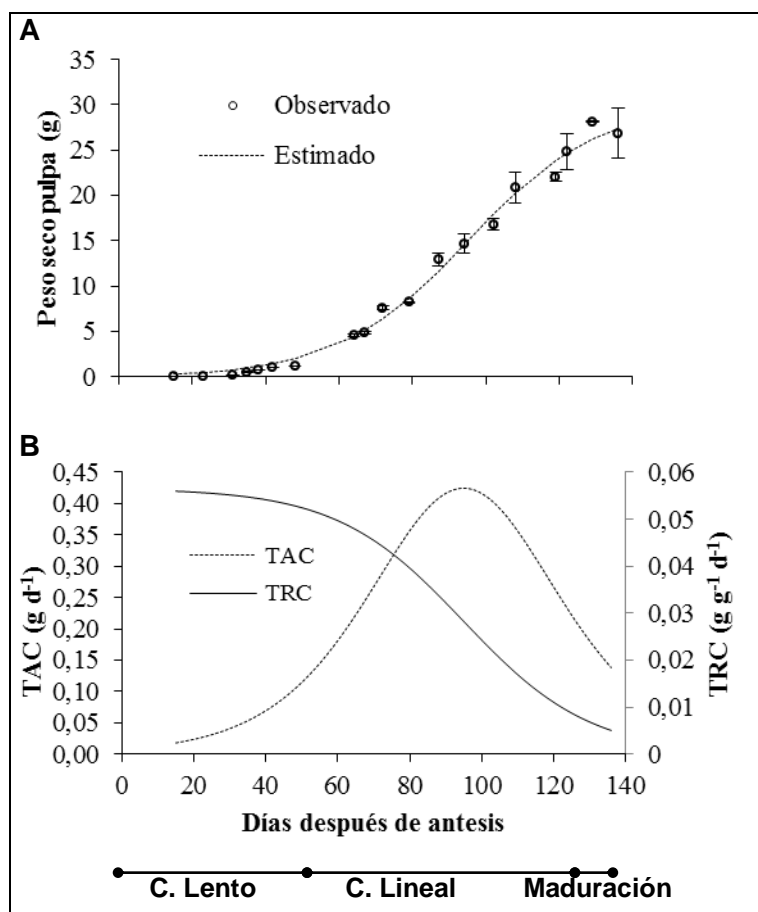 A
Peso seco pulpa (g)
35
30
25
20
15
10
5
0
Observado
Estimado
B
TAC (g d-1)
0,45
0,40
0,35
0,30
0,25
0,20
0,15
0,10
0,05
0,00
TAC
TRC
0,06
0,05
0,04
0,03
0,02
0,01
0
TRC (g g-1 d-1)
0 20 40 60 80 100 120 140
Días después de antesis
C. Lento C. Lineal Maduración